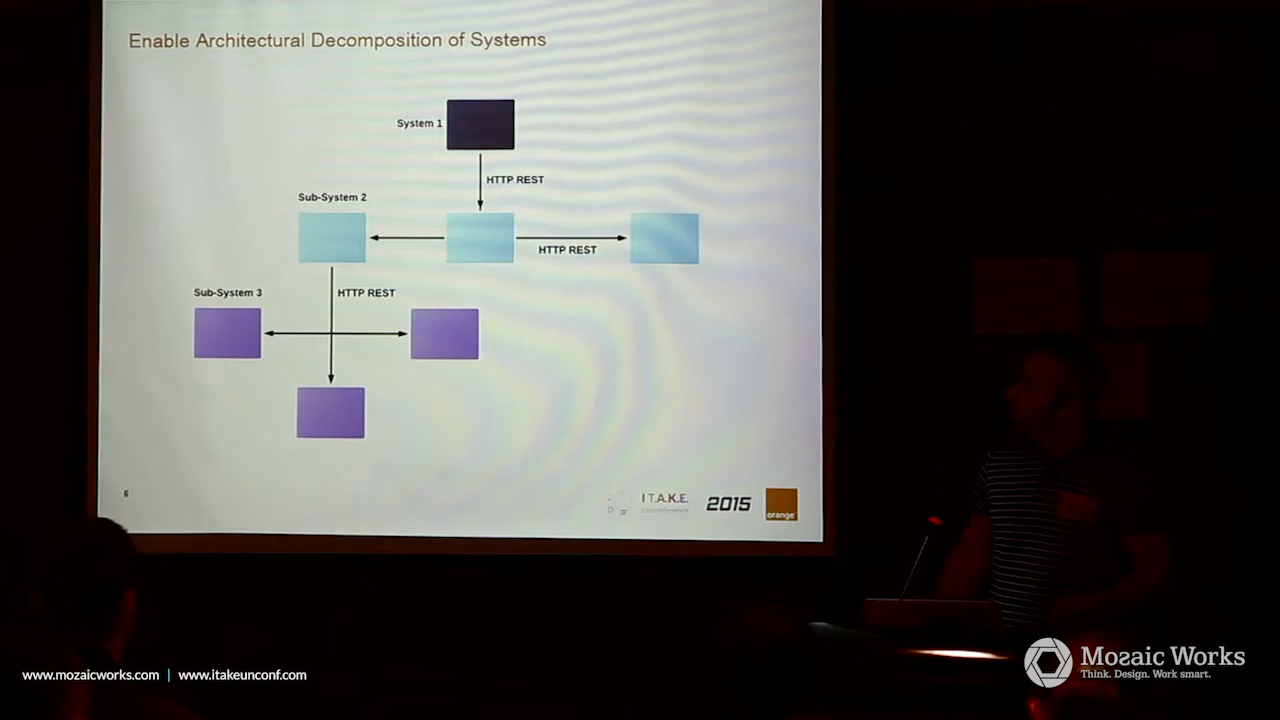 Enable Architectural Decomposition of Systems
System 1
HTTP REST
Sub-System 2
HTTP REST
Sub-System 3
HTTP REST
6
I T.A.K.E.
2015
orange
www.mozaicworks.com | www.itakeunconf.com
Mozaic Works
Think. Design. Work smart.